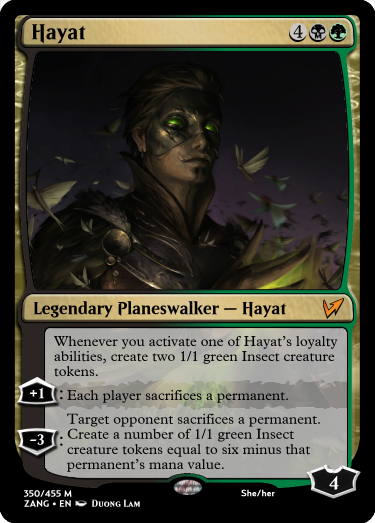 Hayat 4
Legendary Planeswalker — Hayat
Whenever you activate one of Hayat's loyalty
abilities, create two 1/1 green Insect creature
tokens.
+1: Each player sacrifices a permanent.
Target opponent sacrifices a permanent.
-3: Create a number of 1/1 green Insect
creature tokens equal to six minus that
permanent's mana value.
4
350/455 M She/her
ZANG • EN Duong Lam